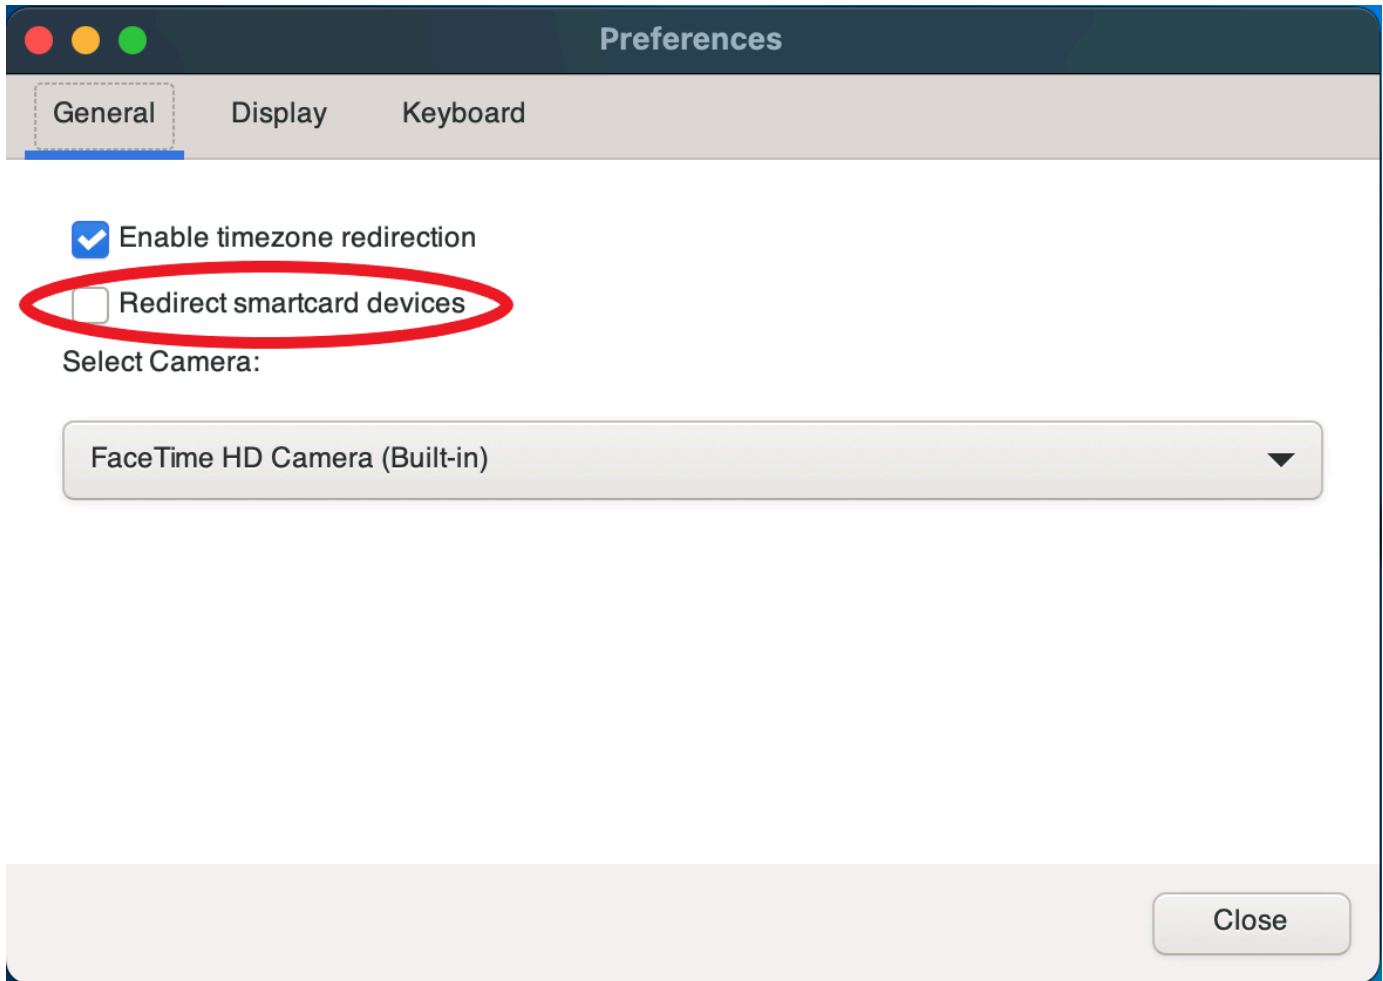 Preferences
General Display Keyboard
Enable timezone redirection
Redirect smartcard devices
Select Camera:
FaceTime HD Camera (Built-in)
Close